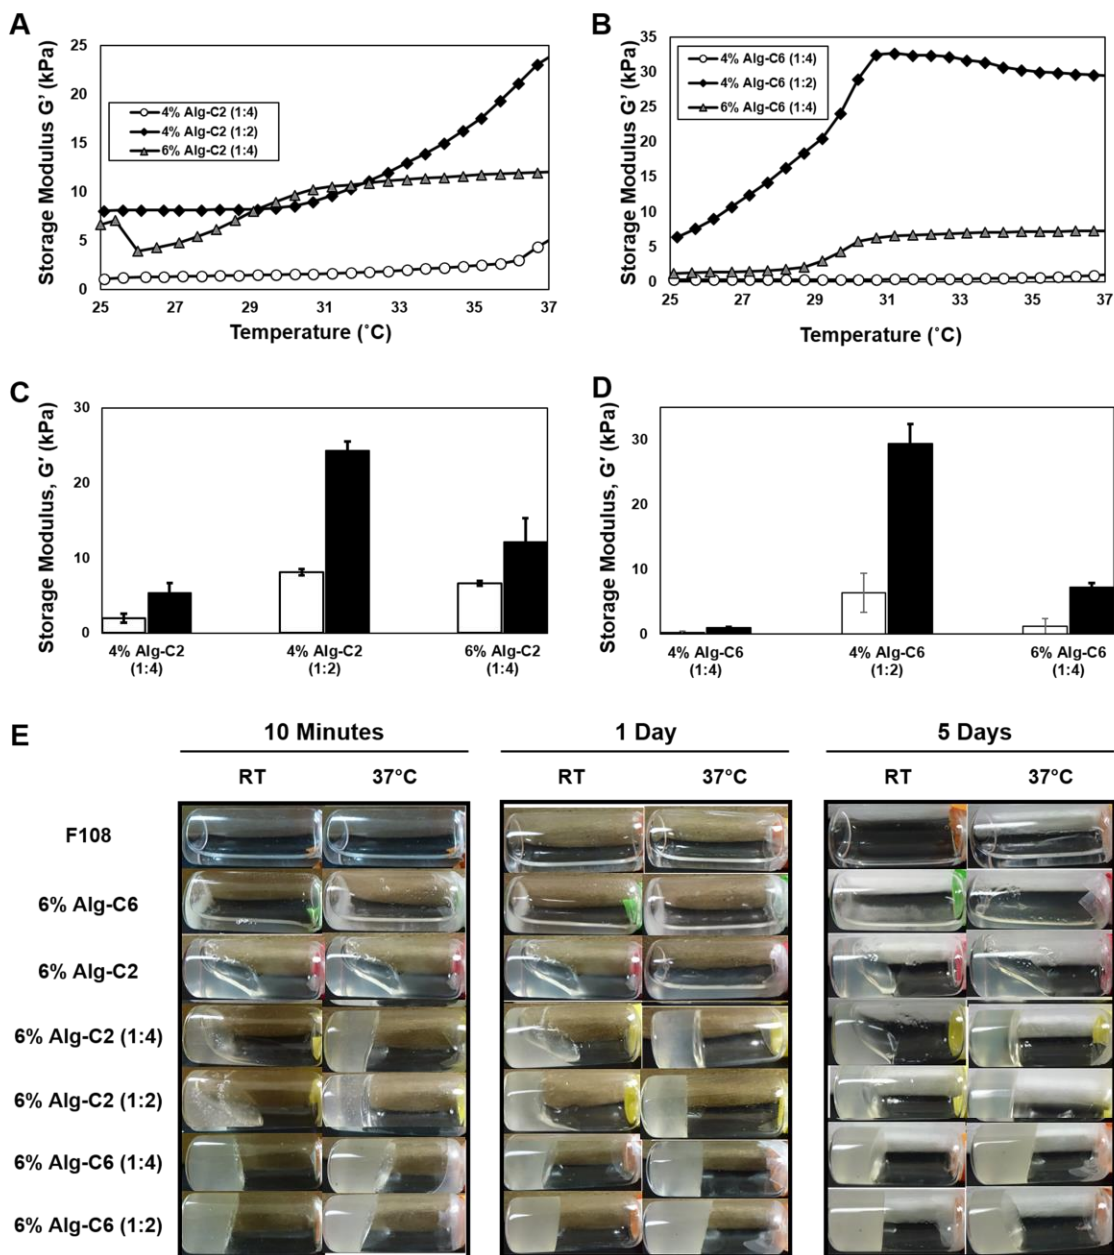 A
Storage Modulus G' (kPa)
25
20
15
10
5
0
4% Alg-C2 (1:4)
4% Alg-C2 (1:2)
6% Alg-C2 (1:4)
25 27 29 31 33 35 37
Temperature (˚C)
B
Storage Modulus G' (kPa)
35
30
25
20
15
10
5
0
4% Alg-C6 (1:4)
4% Alg-C6 (1:2)
6% Alg-C6 (1:4)
25 27 29 31 33 35 37
Temperature (˚C)
C
Storage Modulus, G′ (kPa)
30
20
10
0
4% Alg-C2 4% Alg-C2 6% Alg-C2
(1:4) (1:2) (1:4)
D
Storage Modulus, G′ (kPa)
30
20
10
0
4% Alg-C6 4% Alg-C6 6% Alg-C6
(1:4) (1:2) (1:4)
E
10 Minutes 1 Day 5 Days
RT 37°C RT 37°C RT 37°C
F108
6% Alg-C6
6% Alg-C2
6% Alg-C2 (1:4)
6% Alg-C2 (1:2)
6% Alg-C6 (1:4)
6% Alg-C6 (1:2)